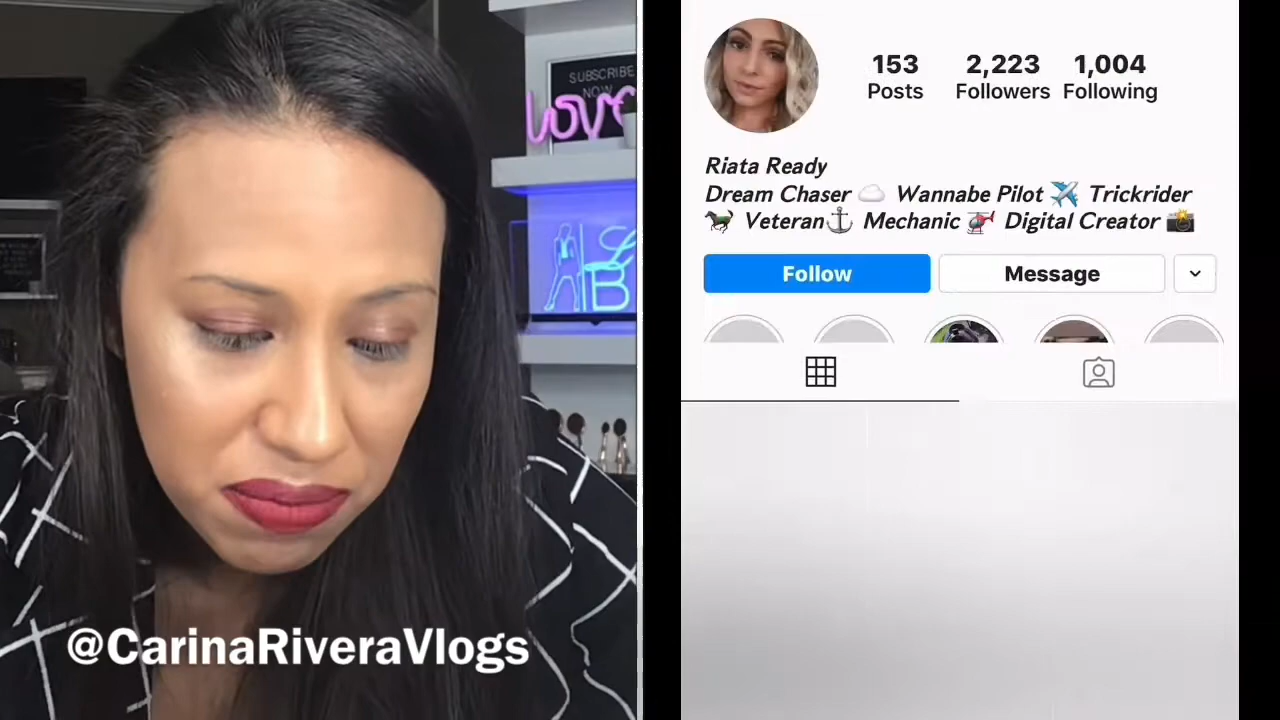 SUBSCRIBE
NOW
love
L
B
@CarinaRiveraVlogs
153 2,223 1,004
Posts Followers Following
Riata Ready
Dream Chaser ☁️ Wannabe Pilot ✈️ Trickrider
🐎 Veteran⚓ Mechanic 🚁 Digital Creator 📸
Follow Message